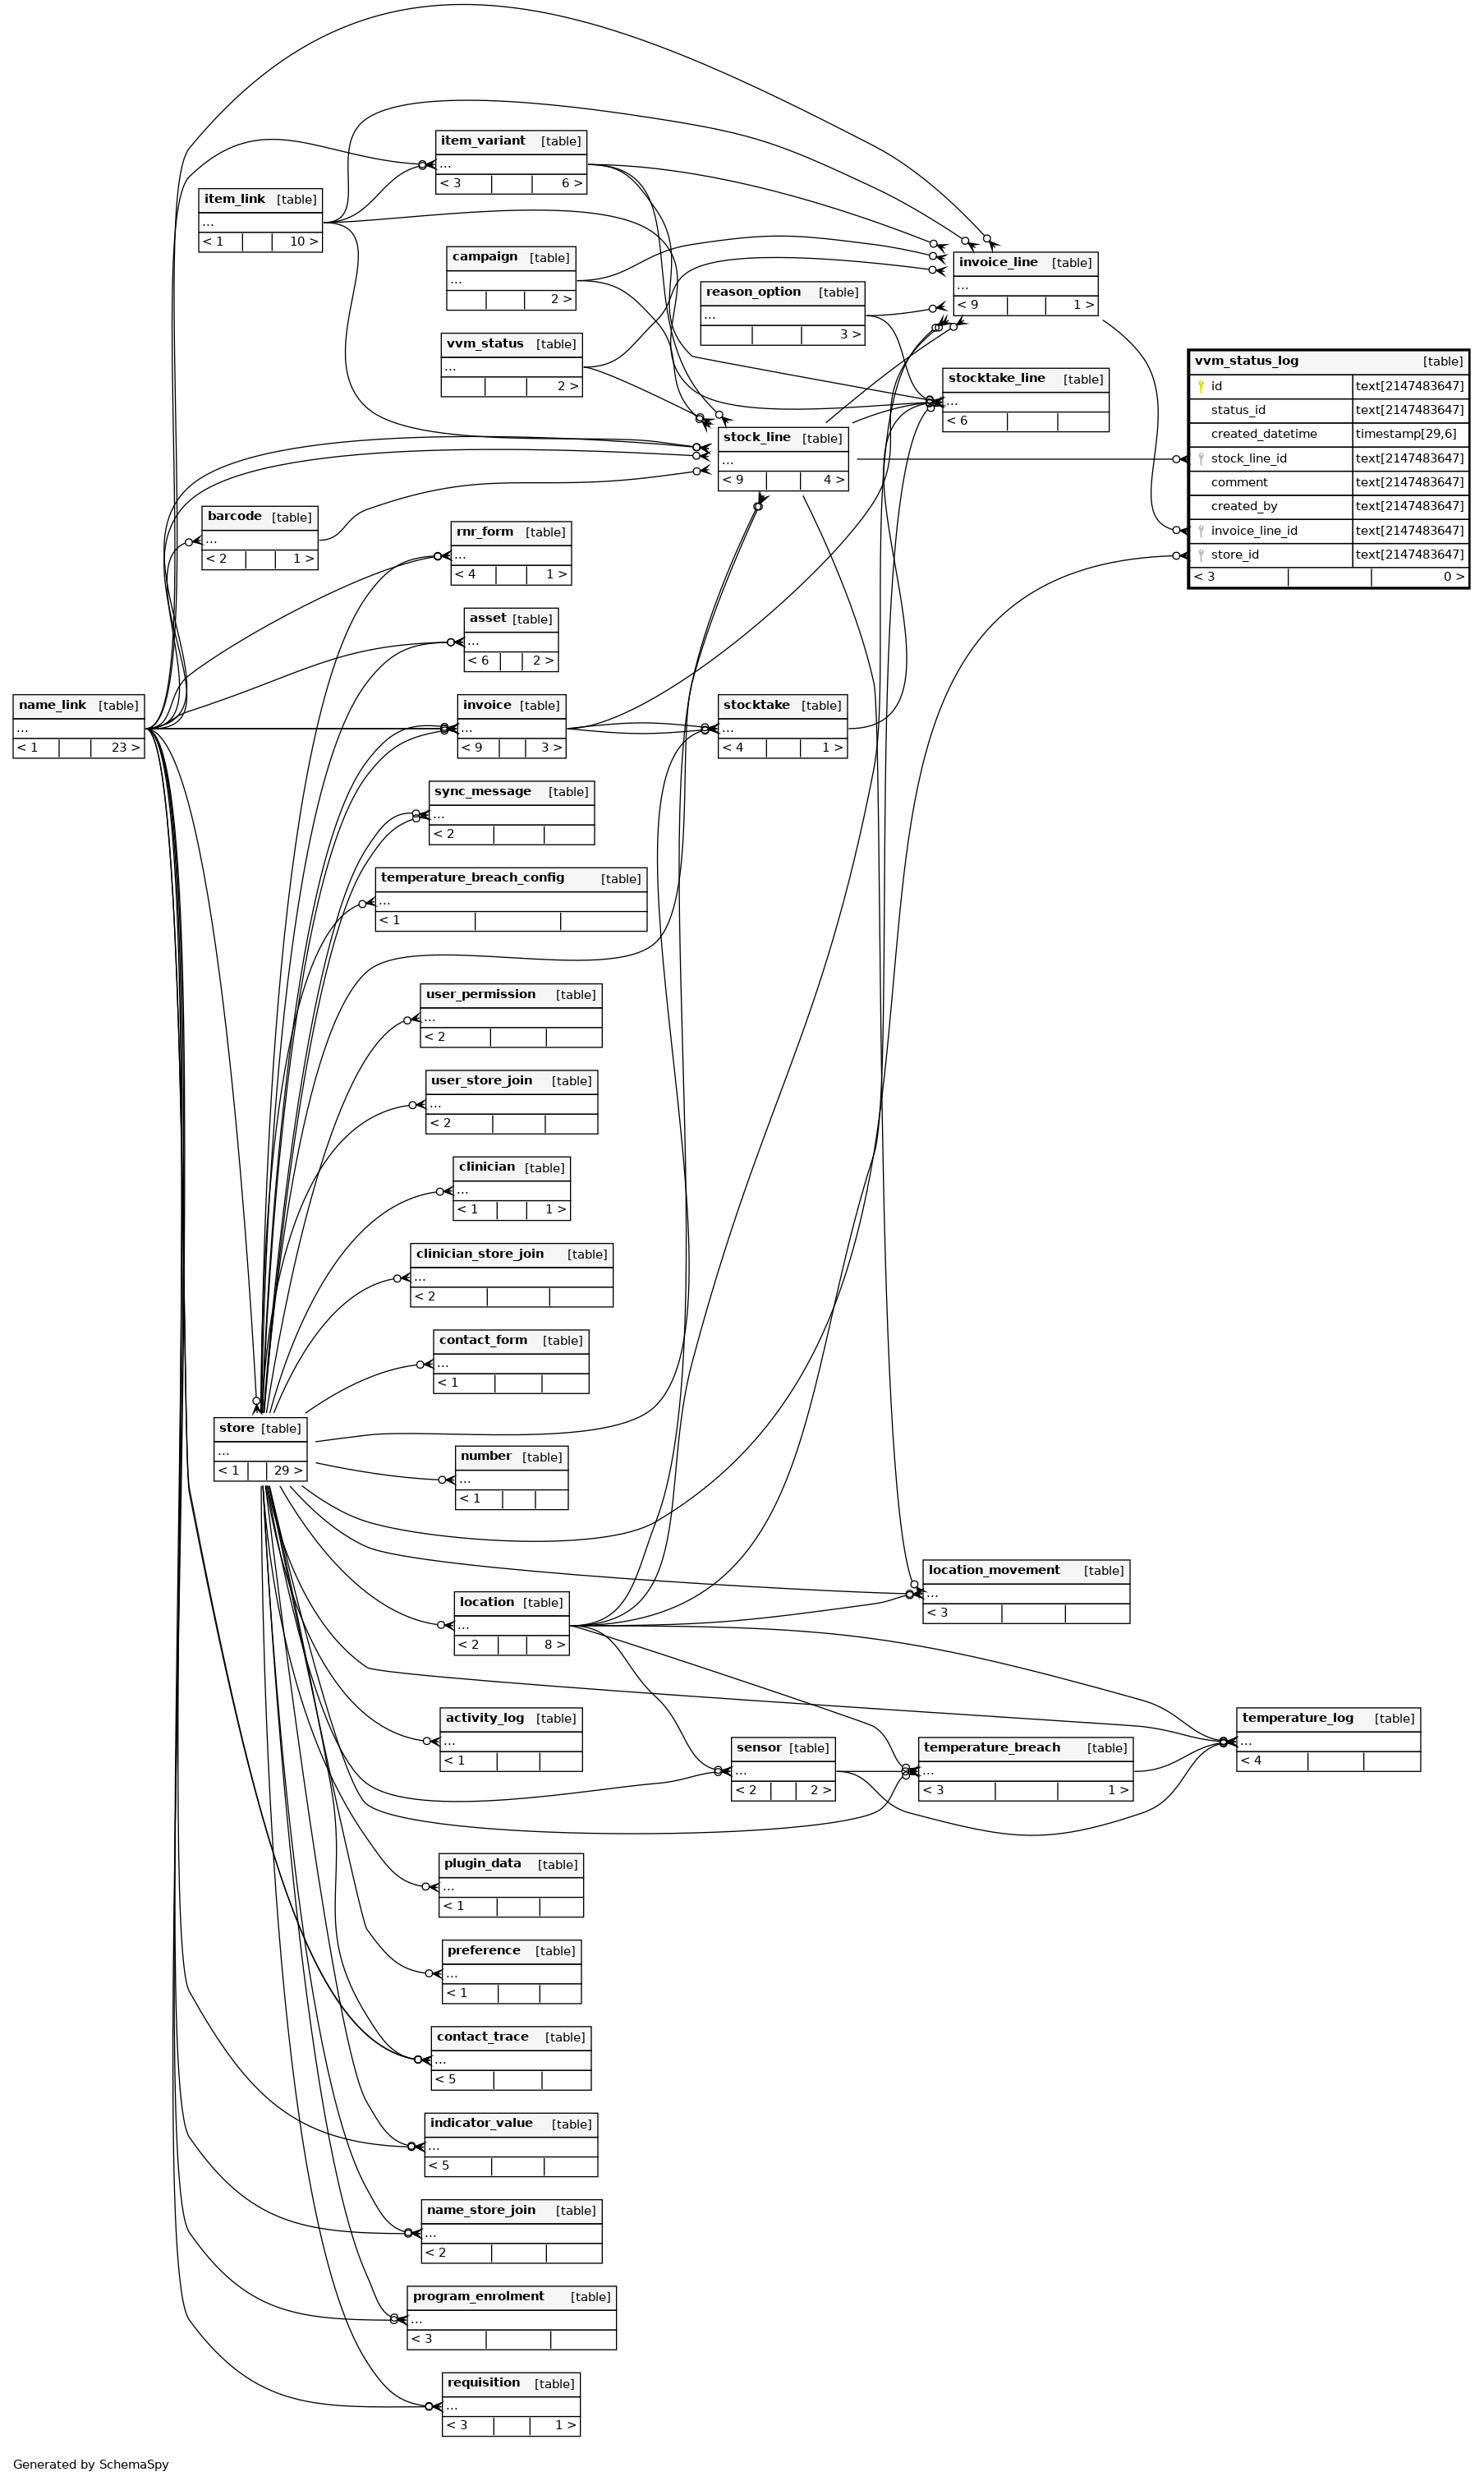 item_variant [table]
...
< 3 6 >
item_link [table]
...
< 1 10 >
campaign [table]
...
2 >
invoice_line [table]
...
< 9 1 >
reason_option [table]
...
3 >
vvm_status [table]
...
2 >
vvm_status_log [table]
id text[2147483647]
status_id text[2147483647]
created_datetime timestamp[29,6]
stock_line_id text[2147483647]
comment text[2147483647]
created_by text[2147483647]
invoice_line_id text[2147483647]
store_id text[2147483647]
< 3 0 >
stocktake_line [table]
...
< 6
stock_line [table]
...
< 9 4 >
barcode [table]
...
< 2 1 >
rnr_form [table]
...
< 4 1 >
asset [table]
...
< 6 2 >
name_link [table]
...
< 1 23 >
invoice [table]
...
< 9 3 >
stocktake [table]
...
< 4 1 >
sync_message [table]
...
< 2
temperature_breach_config [table]
...
< 1
user_permission [table]
...
< 2
user_store_join [table]
...
< 2
clinician [table]
...
< 1 1 >
clinician_store_join [table]
...
< 2
contact_form [table]
...
< 1
store [table]
...
< 1 29 >
number [table]
...
< 1
location_movement [table]
...
< 3
location [table]
...
< 2 8 >
activity_log [table]
...
< 1
temperature_log [table]
...
< 4
sensor [table]
...
< 2 2 >
temperature_breach [table]
...
< 3 1 >
plugin_data [table]
...
< 1
preference [table]
...
< 1
contact_trace [table]
...
< 5
indicator_value [table]
...
< 5
name_store_join [table]
...
< 2
program_enrolment [table]
...
< 3
requisition [table]
...
< 3 1 >
Generated by SchemaSpy